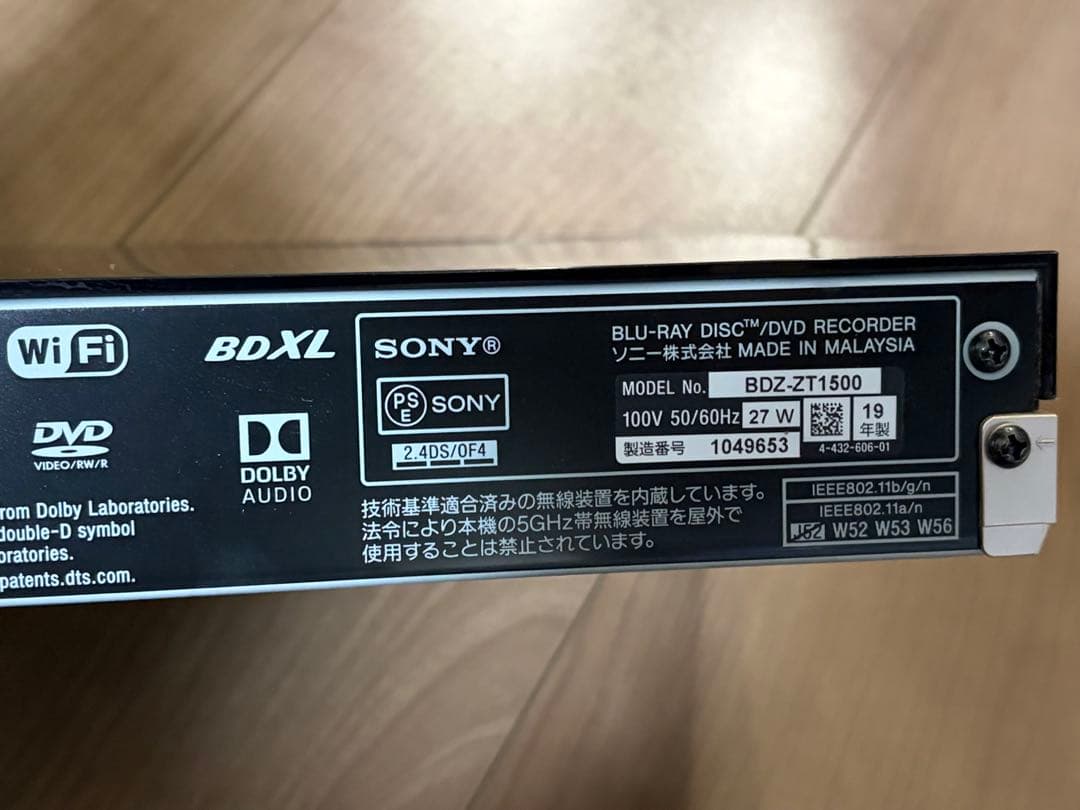 Wi Fi
BDXL
DVD
VIDEO/RW/R
DOLBY
AUDIO
from Dolby Laboratories.
double-D symbol
oratories.
patents.dts.com.
SONY®
PS
E
SONY
2.4DS/OF4
BLU-RAY DISC™/DVD RECORDER
ソニー株式会社 MADE IN MALAYSIA
MODEL No. BDZ-ZT1500
100V 50/60Hz 27 W
製造番号 1049653
19
年製
4-432-606-01
技術基準適合済みの無線装置を内蔵しています。
法令により本機の5GHz帯無線装置を屋外で
使用することは禁止されています。
IEEE802.11b/g/n
IEEE802.11a/n
J52 W52 W53 W56